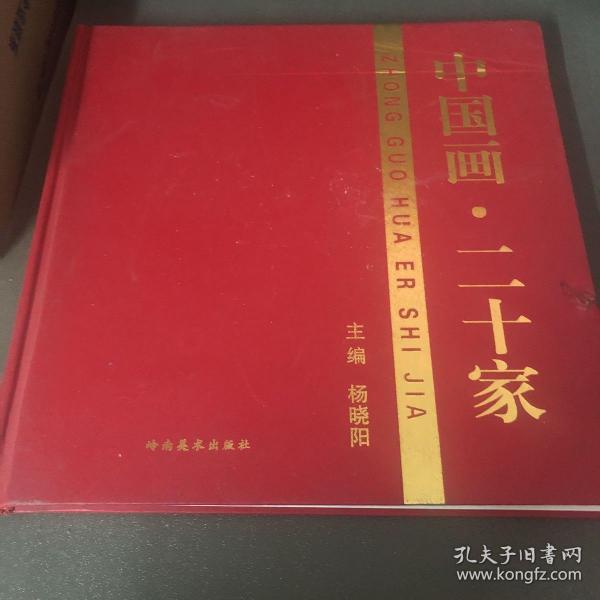 中国画·二十家
ZHONG GUO HUA ER SHI JIA
主编 杨晓阳
岭南美术出版社
孔夫子旧书网
www.kongfz.com